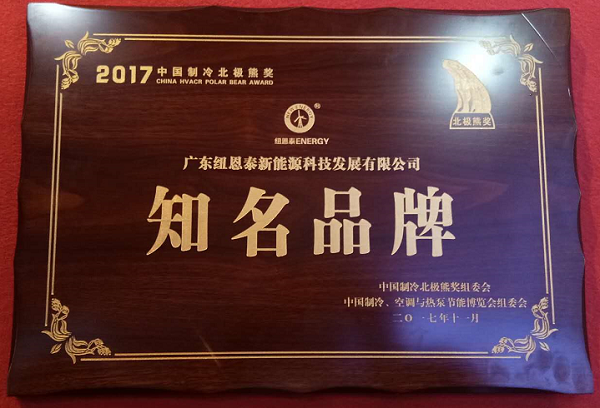 2017中国制冷北极熊奖
CHINA HVACR POLAR BEAR AWARD
北极熊奖
®
纽恩泰ENERGY
广东纽恩泰新能源科技发展有限公司
知名品牌
中国制冷北极熊奖组委会
中国制冷、空调与热泵节能博览会组委会
二〇一七年十一月